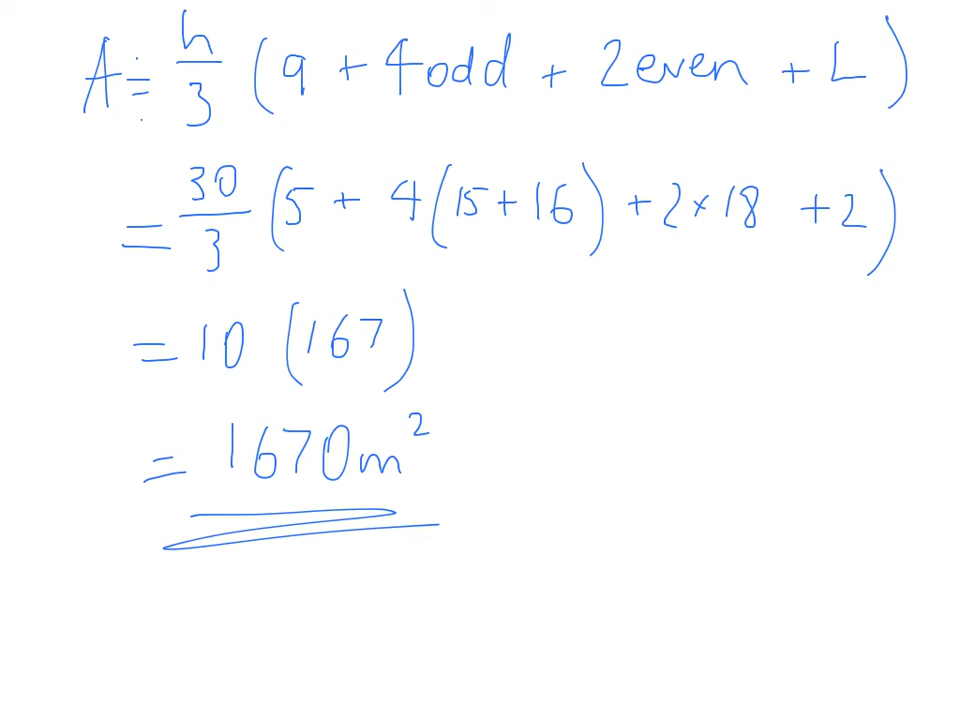 A ≑ h/3 (a + 4odd + 2even + L)
= 30/3 (5 + 4(15+16) + 2×18 + 2)
= 10 (167)
= 1670m²